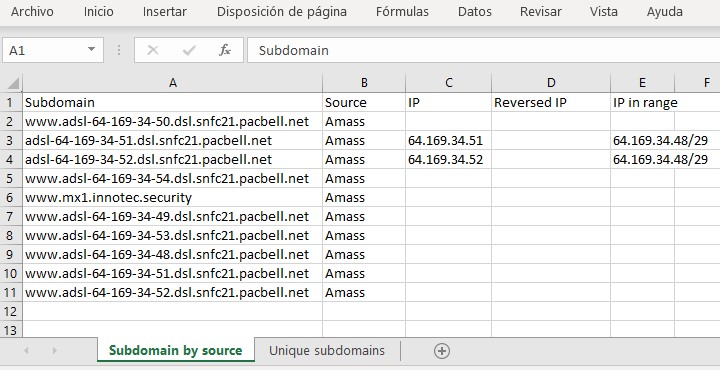 Archivo Inicio Insertar Disposición de página Fórmulas Datos Revisar Vista Ayuda
A1 fx Subdomain
A B C D E F
1 Subdomain Source IP Reversed IP IP in range
2 www.adsl-64-169-34-50.dsl.snfc21.pacbell.net Amass
3 adsl-64-169-34-51.dsl.snfc21.pacbell.net Amass 64.169.34.51 64.169.34.48/29
4 adsl-64-169-34-52.dsl.snfc21.pacbell.net Amass 64.169.34.52 64.169.34.48/29
5 www.adsl-64-169-34-54.dsl.snfc21.pacbell.net Amass
6 www.mx1.innotec.security Amass
7 www.adsl-64-169-34-49.dsl.snfc21.pacbell.net Amass
8 www.adsl-64-169-34-53.dsl.snfc21.pacbell.net Amass
9 www.adsl-64-169-34-48.dsl.snfc21.pacbell.net Amass
10 www.adsl-64-169-34-51.dsl.snfc21.pacbell.net Amass
11 www.adsl-64-169-34-52.dsl.snfc21.pacbell.net Amass
12
13
Subdomain by source Unique subdomains